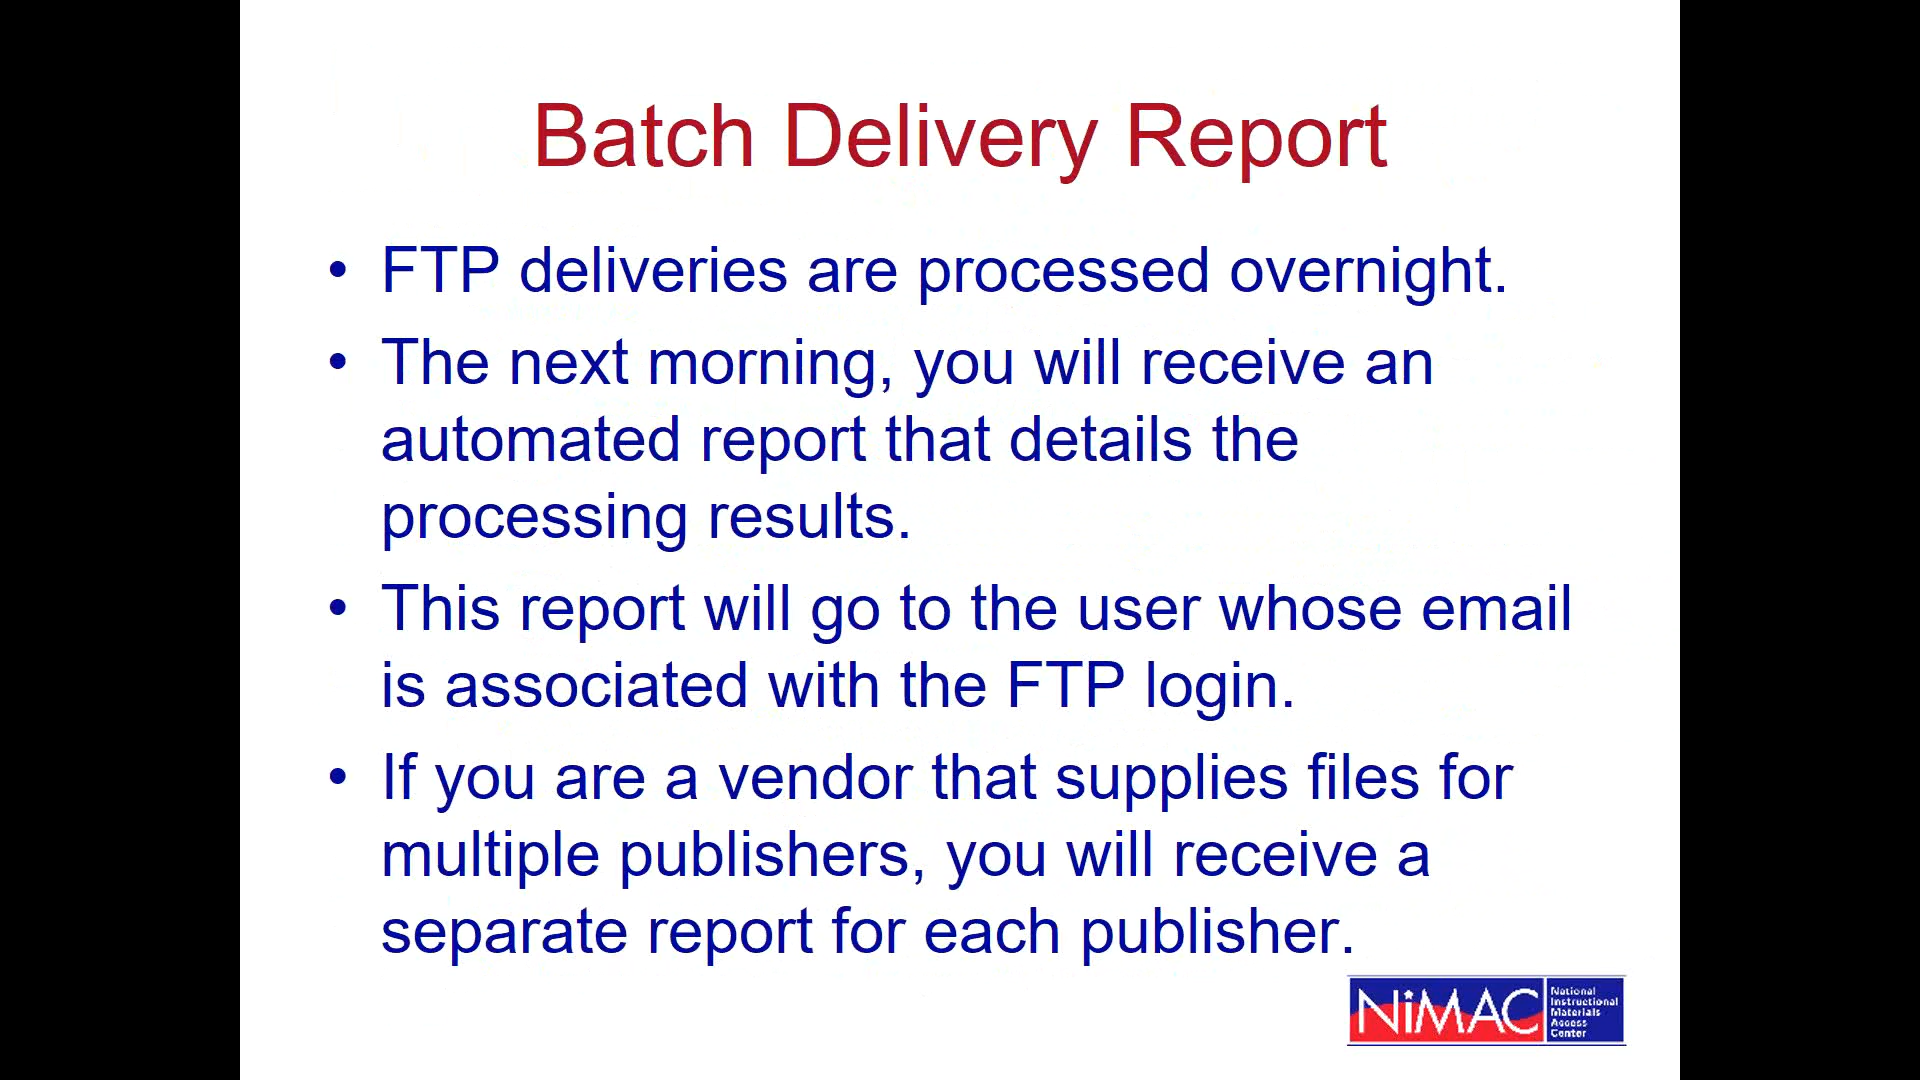 Batch Delivery Report
• FTP deliveries are processed overnight.
• The next morning, you will receive an
automated report that details the
processing results.
• This report will go to the user whose email
is associated with the FTP login.
• If you are a vendor that supplies files for
multiple publishers, you will receive a
separate report for each publisher.
NiMAC
National
Instructional
Materials
Access
Center